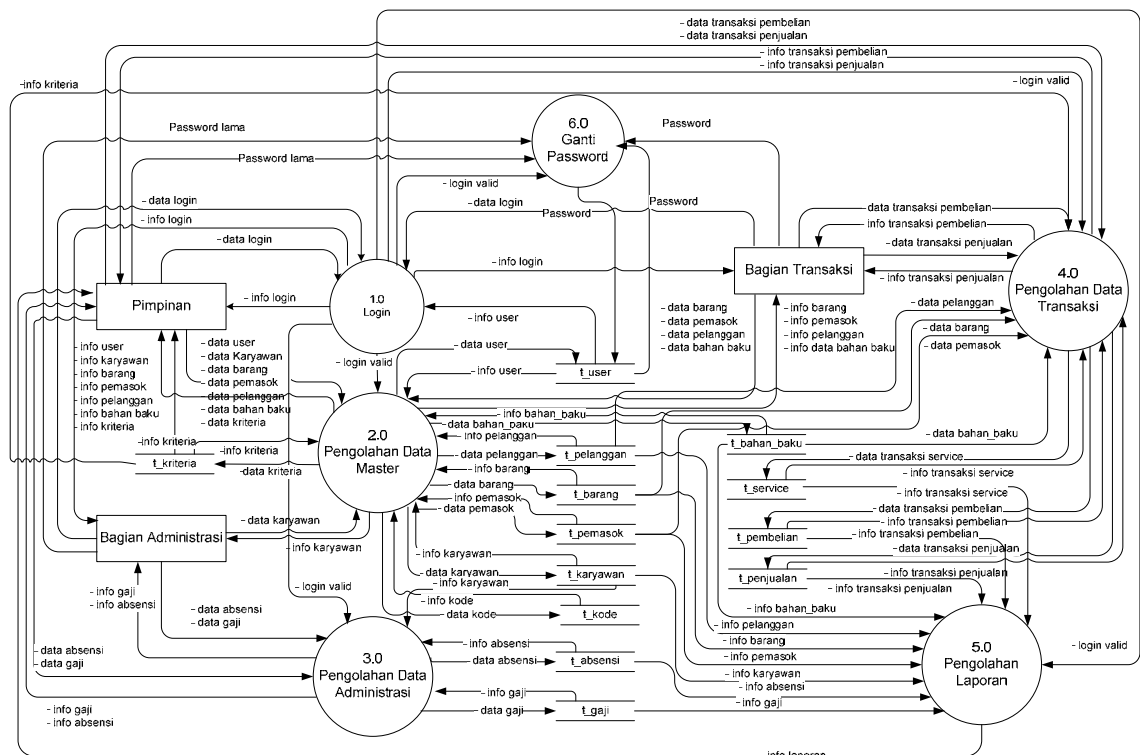 - data transaksi pembelian
- data transaksi penjualan
- info transaksi pembelian
- info transaksi penjualan
-info kriteria
- login valid
6.0
Ganti
Password
Password lama
Password
Password lama
- login valid
- data login
Password
Password
- data login
- info login
- data login
data transaksi pembelian
info transaksi pembelian
- data transaksi penjualan
- info transaksi penjualan
Bagian Transaksi
4.0
Pengolahan Data
Transaksi
- info login
Pimpinan
- info login
1.0
Login
- info user
- data barang
- data pemasok
- data pelanggan
- data bahan baku
- info barang
- info pemasok
- info pelanggan
- info data bahan baku
- data pelanggan
- data barang
- data pemasok
- info user
- info karyawan
- info barang
- info pemasok
- info pelanggan
- info bahan baku
- info kriteria
- data user
- data Karyawan
- data barang
- data pemasok
- data pelanggan
- data bahan baku
- data kriteria
- login valid
- data user
- info user
t_user
2.0
Pengolahan Data
Master
- info bahan_baku
- data bahan_baku
- info pelanggan
- data pelanggan
- info barang
- data barang
- info pemasok
- data pemasok
t_pelanggan
t_barang
t_pemasok
t_bahan_baku
- data bahan_baku
-info kriteria
-info kriteria
t_kriteria
-data kriteria
- data transaksi service
- info transaksi service
t_service
- info transaksi service
- data transaksi pembelian
- info transaksi pembelian
t_pembelian
- info transaksi pembelian
- data transaksi penjualan
t_penjualan
- info transaksi penjualan
- info transaksi penjualan
Bagian Administrasi
- data karyawan
- info karyawan
- info karyawan
- data karyawan
- info karyawan
t_karyawan
- info kode
- data kode
t_kode
- login valid
- info gaji
- info absensi
- data absensi
- data gaji
- info bahan_baku
- info pelanggan
- info barang
- info pemasok
- info karyawan
- info absensi
- info gaji
5.0
Pengolahan
Laporan
- login valid
- data absensi
- data gaji
3.0
Pengolahan Data
Administrasi
- info absensi
- data absensi
t_absensi
- info gaji
- data gaji
t_gaji
- info gaji
- info absensi